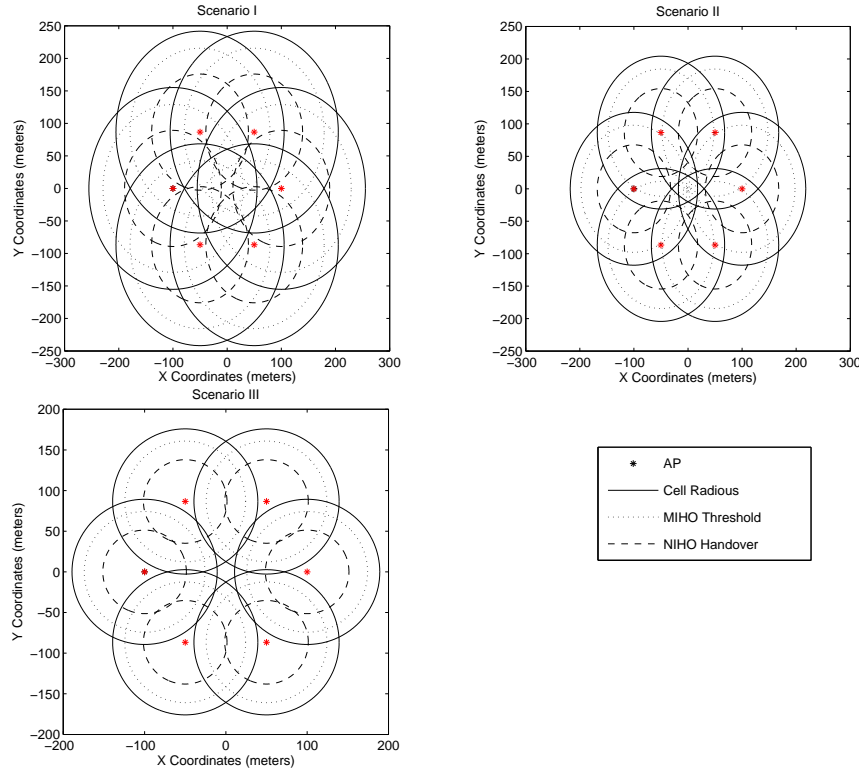 Scenario I
250
200
150
100
50
0
−50
−100
−150
−200
−250
−300 −200 −100 0 100 200 300
X Coordinates (meters)
Y Coordinates (meters)
Scenario II
250
200
150
100
50
0
−50
−100
−150
−200
−250
−300 −200 −100 0 100 200 300
X Coordinates (meters)
Y Coordinates (meters)
Scenario III
200
150
100
50
0
−50
−100
−150
−200
−200 −100 0 100 200
X Coordinates (meters)
Y Coordinates (meters)
AP
Cell Radious
MIHO Threshold
NIHO Handover